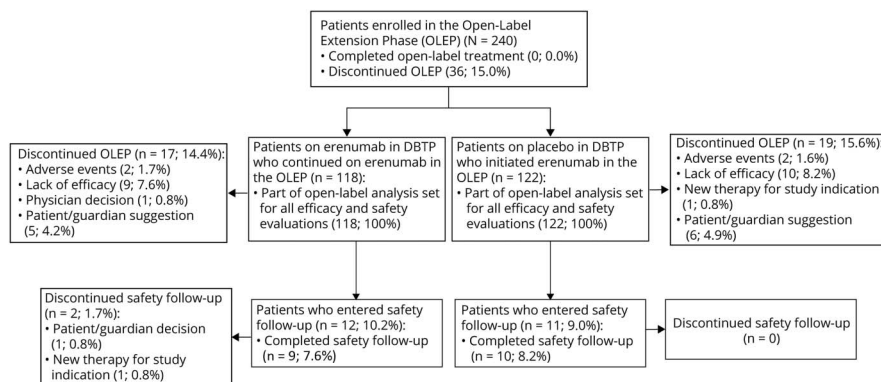 Patients enrolled in the Open-Label
Extension Phase (OLEP) (N = 240)
• Completed open-label treatment (0; 0.0%)
• Discontinued OLEP (36; 15.0%)
Discontinued OLEP (n = 17; 14.4%):
• Adverse events (2; 1.7%)
• Lack of efficacy (9; 7.6%)
• Physician decision (1; 0.8%)
• Patient/guardian suggestion
(5; 4.2%)
Patients on erenumab in DBTP
who continued on erenumab in
the OLEP (n = 118):
• Part of open-label analysis set
for all efficacy and safety
evaluations (118; 100%)
Patients on placebo in DBTP
who initiated erenumab in the
OLEP (n = 122):
• Part of open-label analysis set
for all efficacy and safety
evaluations (122; 100%)
Discontinued OLEP (n = 19; 15.6%):
• Adverse events (2; 1.6%)
• Lack of efficacy (10; 8.2%)
• New therapy for study indication
(1; 0.8%)
• Patient/guardian suggestion
(6; 4.9%)
Discontinued safety follow-up
(n = 2; 1.7%):
• Patient/guardian decision
(1; 0.8%)
• New therapy for study
indication (1; 0.8%)
Patients who entered safety
follow-up (n = 12; 10.2%):
• Completed safety follow-up
(n = 9; 7.6%)
Patients who entered safety
follow-up (n = 11; 9.0%):
• Completed safety follow-up
(n = 10; 8.2%)
Discontinued safety follow-up
(n = 0)